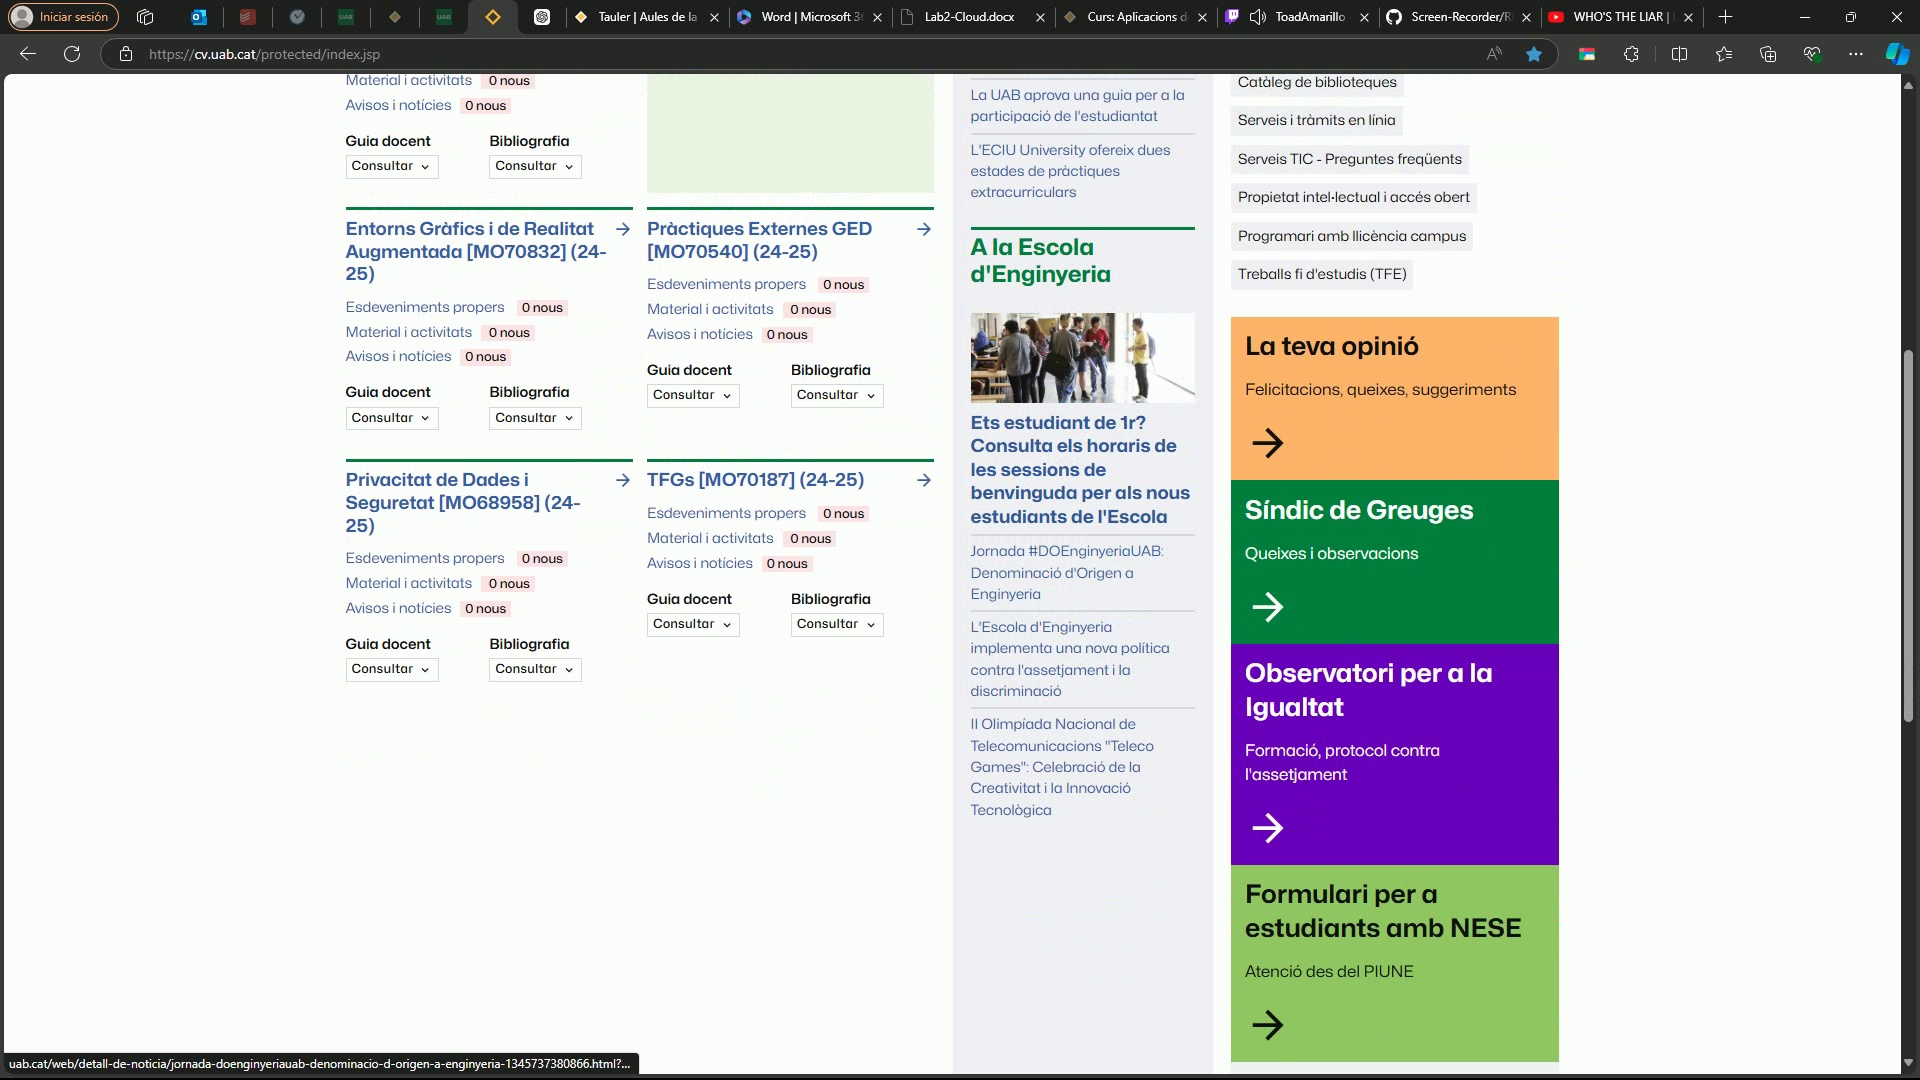 Iniciar sesión
UAB
UAB
Tauler | Aules de la
Word | Microsoft 3
Lab2-Cloud.docx
Curs: Aplicacions d
ToadAmarillo
Screen-Recorder/R
WHO'S THE LIAR |
https://cv.uab.cat/protected/index.jsp
Material i activitats 0 nous
Avisos i notícies 0 nous
Guia docent Bibliografia
Consultar Consultar
Entorns Gràfics i de Realitat
Augmentada [MO70832] (24-
25)
Esdeveniments propers 0 nous
Material i activitats 0 nous
Avisos i notícies 0 nous
Guia docent Bibliografia
Consultar Consultar
Pràctiques Externes GED
[MO70540] (24-25)
Esdeveniments propers 0 nous
Material i activitats 0 nous
Avisos i notícies 0 nous
Guia docent Bibliografia
Consultar Consultar
Privacitat de Dades i
Seguretat [MO68958] (24-
25)
Esdeveniments propers 0 nous
Material i activitats 0 nous
Avisos i notícies 0 nous
Guia docent Bibliografia
Consultar Consultar
TFGs [MO70187] (24-25)
Esdeveniments propers 0 nous
Material i activitats 0 nous
Avisos i notícies 0 nous
Guia docent Bibliografia
Consultar Consultar
La UAB aprova una guia per a la
participació de l'estudiantat
L'ECIU University ofereix dues
estades de pràctiques
extracurriculars
A la Escola
d'Enginyeria
Ets estudiant de 1r?
Consulta els horaris de
les sessions de
benvinguda per als nous
estudiants de l'Escola
Jornada #DOEnginyeriaUAB:
Denominació d'Origen a
Enginyeria
L'Escola d'Enginyeria
implementa una nova política
contra l'assetjament i la
discriminació
II Olimpíada Nacional de
Telecomunicacions "Teleco
Games": Celebració de la
Creativitat i la Innovació
Tecnològica
Catàleg de biblioteques
Serveis i tràmits en línia
Serveis TIC - Preguntes freqüents
Propietat intel·lectual i accés obert
Programari amb llicència campus
Treballs fi d'estudis (TFE)
La teva opinió
Felicitacions, queixes, suggeriments
Síndic de Greuges
Queixes i observacions
Observatori per a la
Igualtat
Formació, protocol contra
l'assetjament
Formulari per a
estudiants amb NESE
Atenció des del PIUNE
uab.cat/web/detall-de-noticia/jornada-doenginyeriauab-denominacio-d-origen-a-enginyeria-1345737380866.html?...